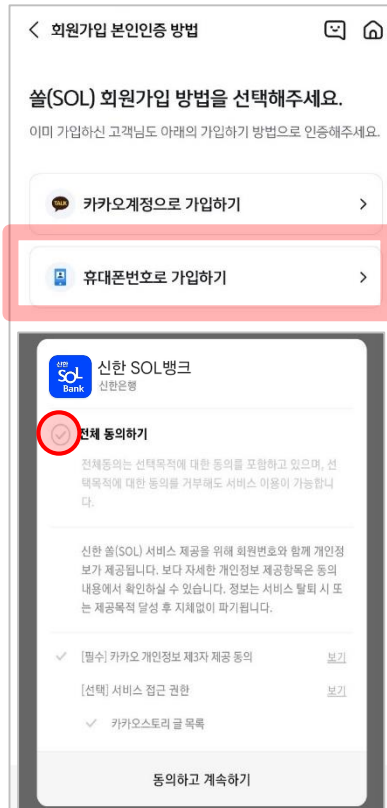 회원가입 본인인증 방법
쏠(SOL) 회원가입 방법을 선택해주세요.
이미 가입하신 고객님도 아래의 가입하기 방법으로 인증해주세요.
TALK 카카오계정으로 가입하기
휴대폰번호로 가입하기
신한 SOL Bank
신한 SOL뱅크
신한은행
전체 동의하기
전체동의는 선택목적에 대한 동의를 포함하고 있으며, 선
택목적에 대한 동의를 거부해도 서비스 이용이 가능합니
다.
신한 쏠(SOL) 서비스 제공을 위해 회원번호와 함께 개인정
보가 제공됩니다. 보다 자세한 개인정보 제공항목은 동의
내용에서 확인하실 수 있습니다. 정보는 서비스 탈퇴 시 또
는 제공목적 달성 후 지체없이 파기됩니다.
[필수] 카카오 개인정보 제3자 제공 동의 보기
[선택] 서비스 접근 권한 보기
카카오스토리 글 목록
동의하고 계속하기